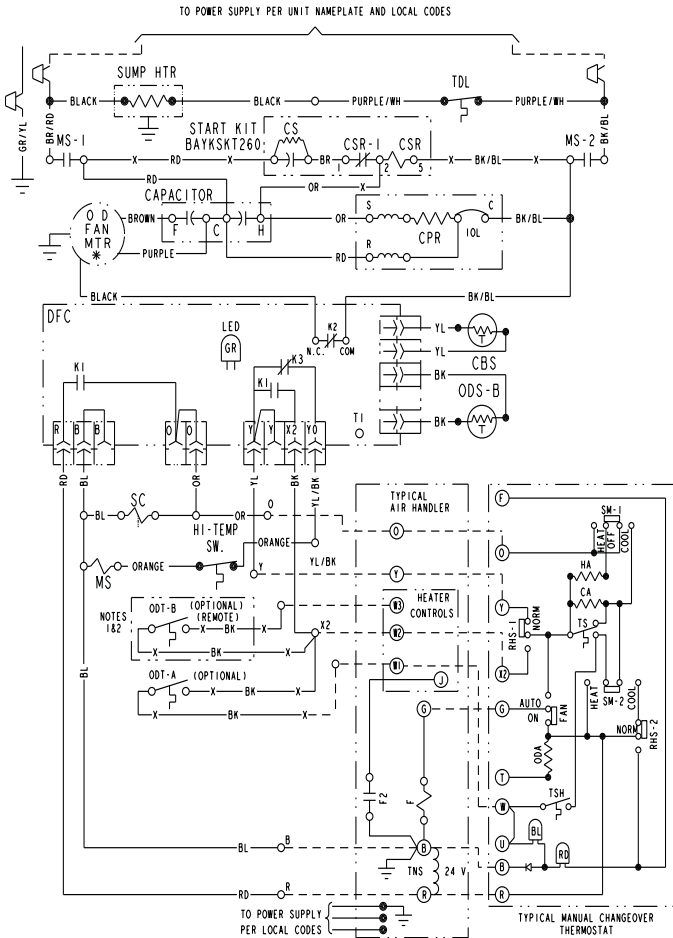 TO POWER SUPPLY PER UNIT NAMEPLATE AND LOCAL CODES
SUMP HTR
TDL
BLACK
BLACK
PURPLE/WH
PURPLE/WH
GR/YL
BR/RD
BK/BL
MS-1
START KIT
BAYKSKT260
CS
CSR-1
CSR
MS-2
X
RD
X
BR
1
2
5
X
BK/BL
X
RD
OR
X
CAPACITOR
O D
FAN
MTR
*
BROWN
F
C
H
PURPLE
OR
S
C
CPR
IOL
BK/BL
RD
R
BLACK
BK/BL
DFC
LED
GR
K2
N.C.
COM
YL
YL
CBS
K1
K3
K1
BK
ODS-B
BK
T1
R
B
B
O
O
Y
Y
X2
YO
RD
BL
OR
YL
BK
YL/BK
BL
SC
OR
O
HI-TEMP
SW.
ORANGE
MS
ORANGE
Y
YL/BK
NOTES
1&2
ODT-B
(OPTIONAL)
(REMOTE)
X
BK
X
X2
X
BK
X
ODT-A
(OPTIONAL)
X
BK
X
X
BK
X
BL
TYPICAL
AIR HANDLER
O
Y
W3
HEATER
CONTROLS
W2
W1
J
G
F2
F
BL
B
B
TNS
24 V
RD
R
R
TO POWER SUPPLY
PER LOCAL CODES
F
SM-1
HEAT
OFF
COOL
O
HA
CA
Y
RHS-1
NORM
TS
X2
HEAT
SM-2
COOL
G
AUTO
ON
FAN
NORM
RHS-2
ODA
T
W
TSH
BL
U
RD
B
R
TYPICAL MANUAL CHANGEOVER
THERMOSTAT